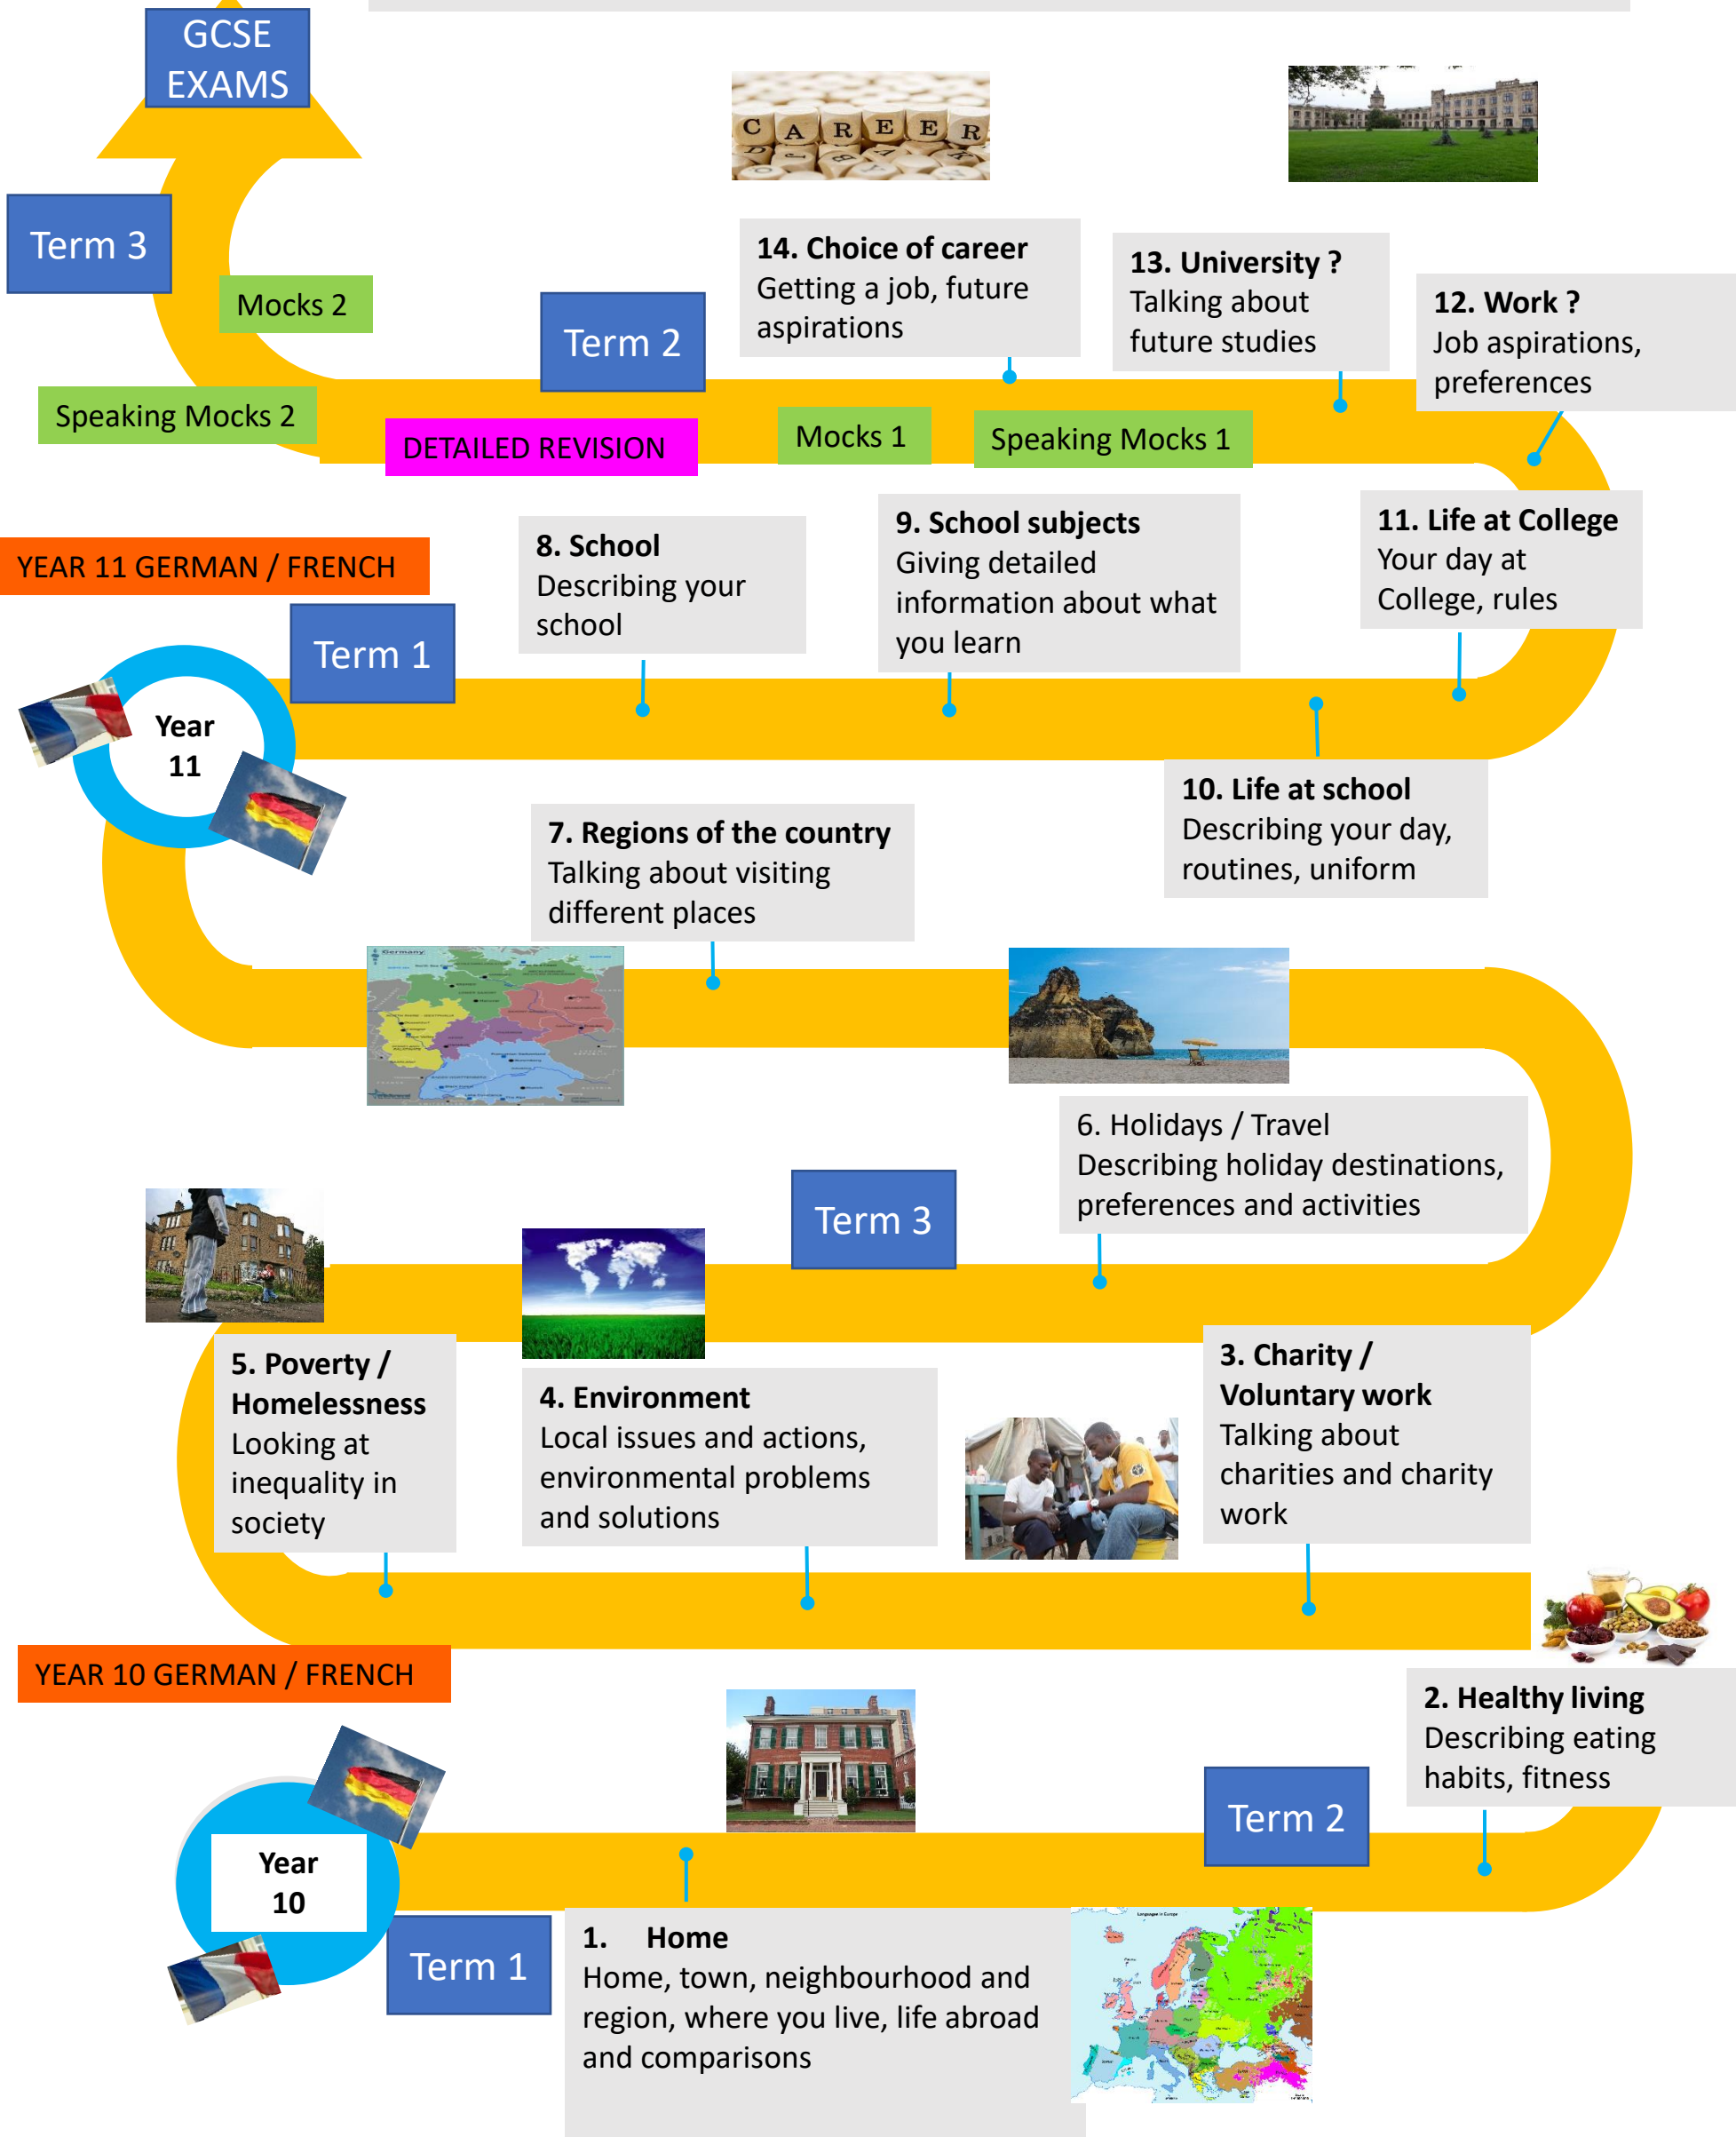 GCSE
EXAMS
Term 3
Mocks 2
Term 2
14. Choice of career
Getting a job, future
aspirations
13. University ?
Talking about
future studies
12. Work ?
Job aspirations,
preferences
Speaking Mocks 2
DETAILED REVISION
Mocks 1
Speaking Mocks 1
YEAR 11 GERMAN / FRENCH
Term 1
8. School
Describing your
school
9. School subjects
Giving detailed
information about what
you learn
11. Life at College
Your day at
College, rules
Year
11
10. Life at school
Describing your day,
routines, uniform
7. Regions of the country
Talking about visiting
different places
Germany
6. Holidays / Travel
Describing holiday destinations,
preferences and activities
Term 3
5. Poverty /
Homelessness
Looking at
inequality in
society
4. Environment
Local issues and actions,
environmental problems
and solutions
3. Charity /
Voluntary work
Talking about
charities and charity
work
YEAR 10 GERMAN / FRENCH
2. Healthy living
Describing eating
habits, fitness
Term 2
Year
10
Term 1
1. Home
Home, town, neighbourhood and
region, where you live, life abroad
and comparisons
Languages in Europe
CAREER